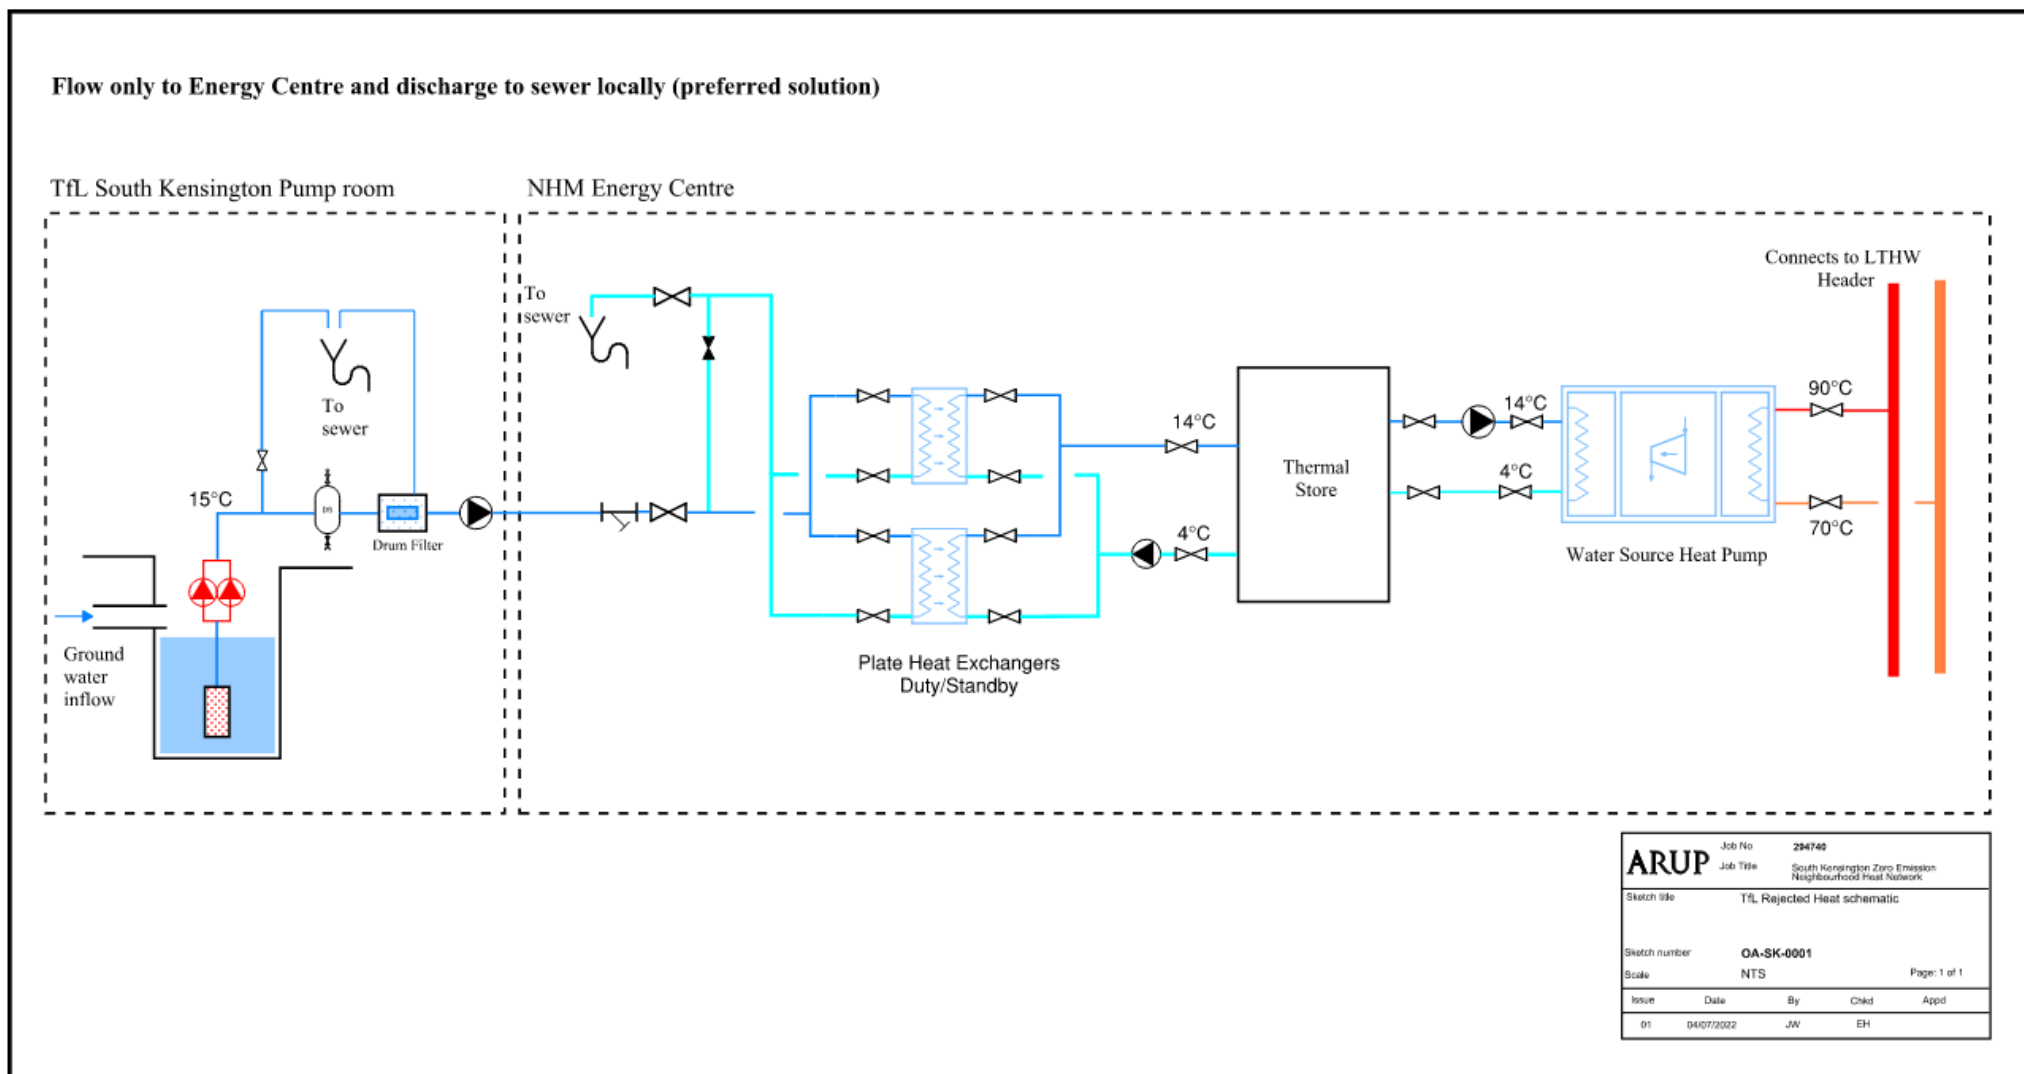 Flow only to Energy Centre and discharge to sewer locally (preferred solution)
TfL South Kensington Pump room
NHM Energy Centre
Connects to LTHW
Header
To
sewer
To
sewer
15°C
DS
Drum Filter
Ground
water
inflow
14°C
4°C
Plate Heat Exchangers
Duty/Standby
Thermal
Store
14°C
4°C
90°C
70°C
Water Source Heat Pump
ARUP
Job No 294740
Job Title South Kensington Zero Emission
Neighbourhood Heat Network
Sketch title TfL Rejected Heat schematic
Sketch number OA-SK-0001
Scale NTS Page: 1 of 1
Issue Date By Chkd Appd
01 04/07/2022 JW EH